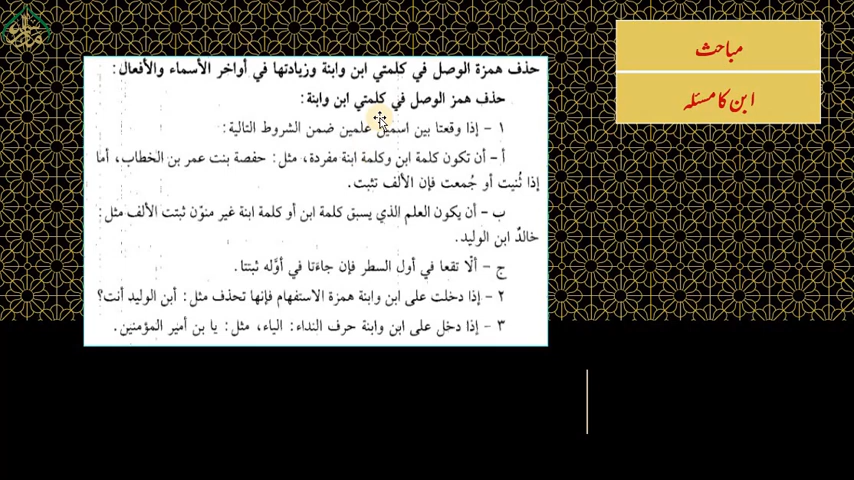 مباحث
ابن کا مسئلہ
حذف همزة الوصل في كلمتي ابن وابنة وزيادتها في أواخر الأسماء والأفعال:
حذف همز الوصل في كلمتي ابن وابنة:
١ - إذا وقعتا بين اسمين علمين ضمن الشروط التالية:
أ - أن تكون كلمة ابن وكلمة ابنة مفردة، مثل: حفصة بنت عمر بن الخطاب، أما
إذا ثُنيت أو جُمعت فإن الألف تثبت.
ب - أن يكون العلم الذي يسبق كلمة ابن أو كلمة ابنة غير منوّن ثبتت الألف مثل:
خالدٌ ابن الوليد.
ج - ألّا تقعا في أول السطر فإن جاءَتا في أوَّله ثبتتا.
٢ - إذا دخلت على ابن وابنة همزة الاستفهام فإنها تحذف مثل: أبن الوليد أنت؟
٣ - إذا دخل على ابن وابنة حرف النداء: الياء، مثل: يا بن أمير المؤمنين.